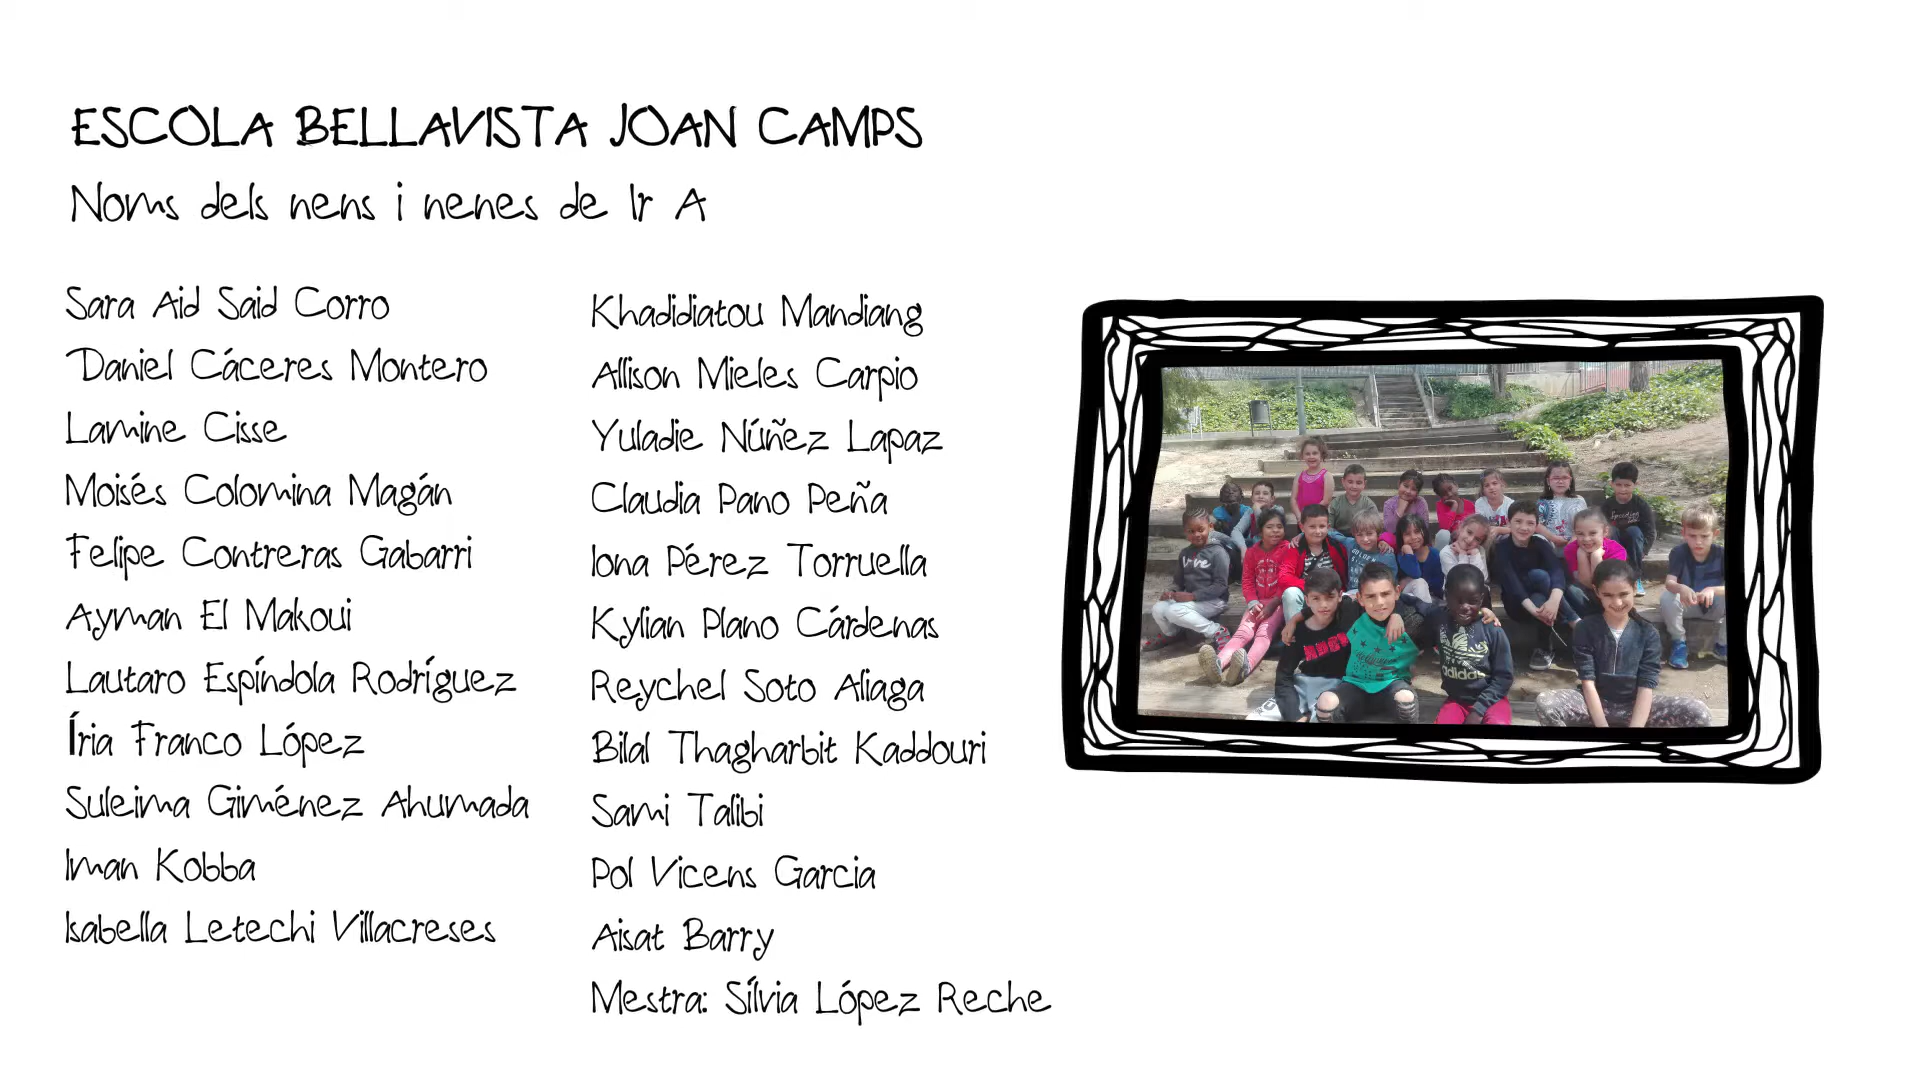 ESCOLA BELLAVISTA JOAN CAMPS
Noms dels nens i nenes de 1r A
Sara Aid Said Corro
Daniel Cáceres Montero
Lamine Cisse
Moisés Colomina Magán
Felipe Contreras Gabarri
Ayman El Makoui
Lautaro Espíndola Rodríguez
Íria Franco López
Suleima Giménez Ahumada
Iman Kobba
Isabella Letechi Villacreses
Khadidiatou Mandiang
Allison Mieles Carpio
Yuladie Núñez Lapaz
Claudia Pano Peña
Iona Pérez Torruella
Kylian Plano Cárdenas
Reychel Soto Aliaga
Bilal Thagharbit Kaddouri
Sami Talibi
Pol Vicens Garcia
Aisat Barry
Mestra: Sílvia López Reche
adidas